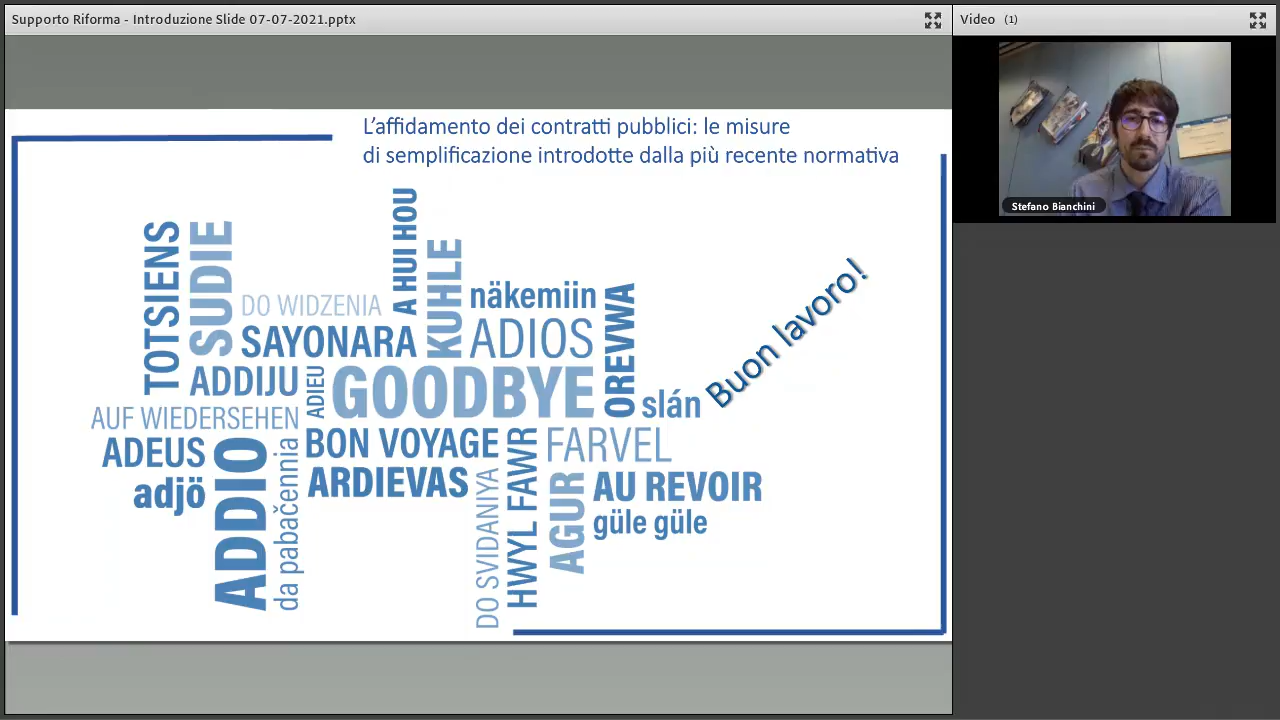 Supporto Riforma - Introduzione Slide 07-07-2021.pptx
Video (1)
Stefano Bianchini
L'affidamento dei contratti pubblici: le misure
di semplificazione introdotte dalla più recente normativa
TOTSIENS
SUDIE
DO WIDZENIA
A HUI HOU
KUHLE
näkemiin
OREVWA
SAYONARA
ADIOS
ADDIJU
ADIEU
GOODBYE
slán
Buon lavoro!
AUF WIEDERSEHEN
BON VOYAGE
FARVEL
ADEUS
ADDIO
da pabačennia
ARDIEVAS
DO SVIDANIYA
HWYL FAWR
AGUR
AU REVOIR
adjö
güle güle